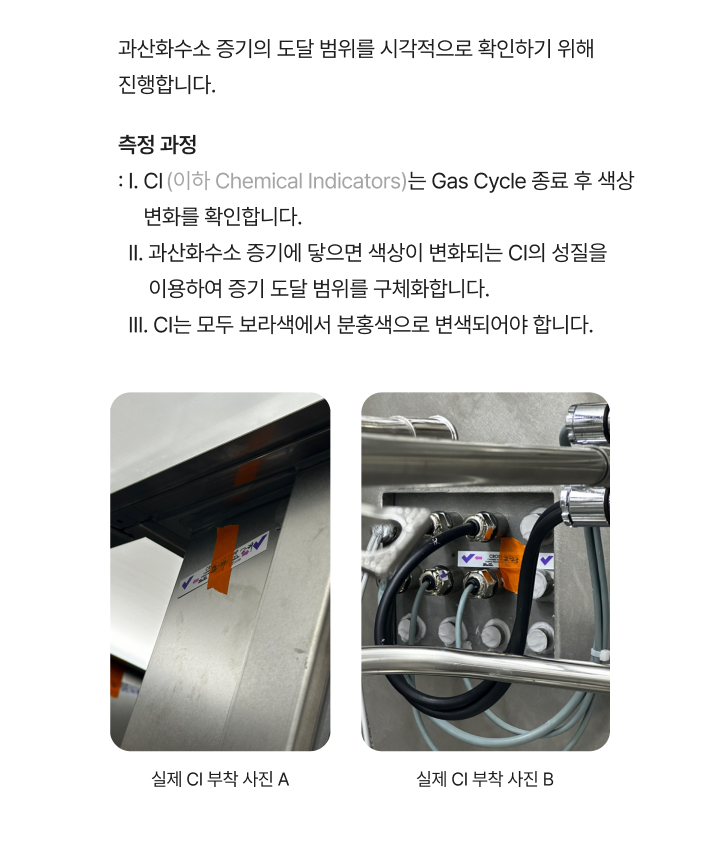 과산화수소 증기의 도달 범위를 시각적으로 확인하기 위해
진행합니다.
측정 과정
: I. CI (이하 Chemical Indicators)는 Gas Cycle 종료 후 색상
변화를 확인합니다.
II. 과산화수소 증기에 닿으면 색상이 변화되는 CI의 성질을
이용하여 증기 도달 범위를 구체화합니다.
III. CI는 모두 보라색에서 분홍색으로 변색되어야 합니다.
실제 CI 부착 사진 A
실제 CI 부착 사진 B